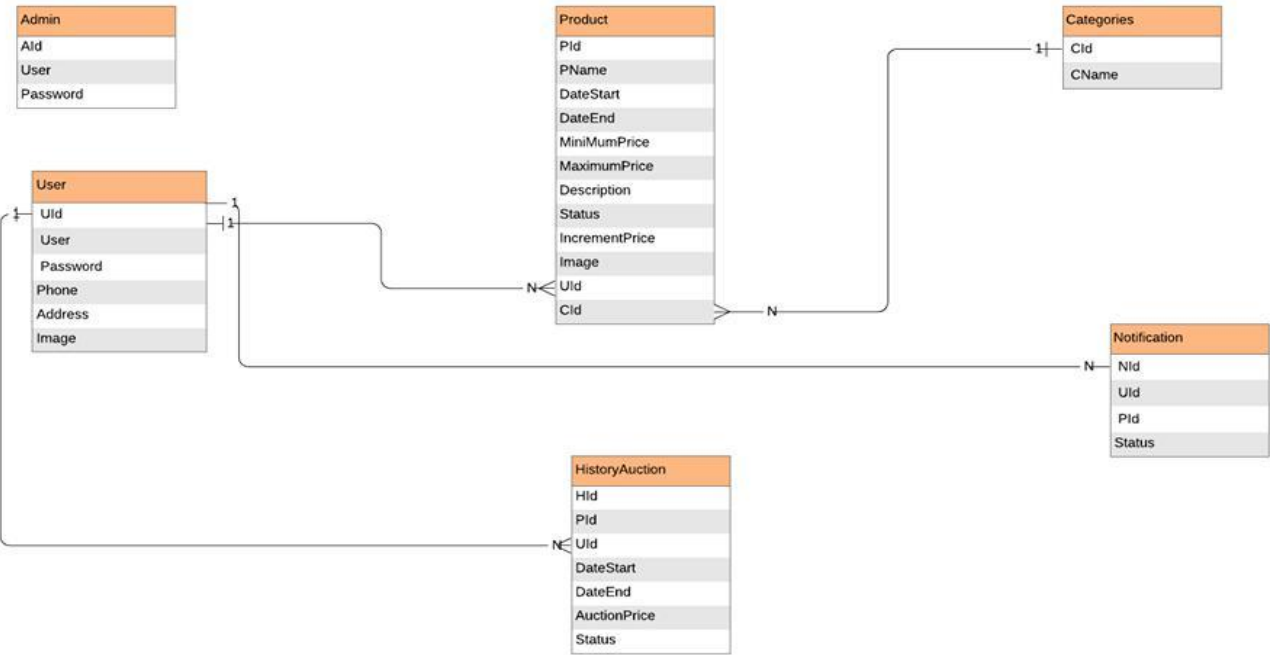 Admin
AId
User
Password
Product
PId
PName
DateStart
DateEnd
MiniMumPrice
MaximumPrice
Description
Status
IncrementPrice
Image
UId
CId
Categories
CId
CName
1
N
User
UId
User
Password
Phone
Address
Image
1
1
1
N
N
Notification
NId
UId
PId
Status
HistoryAuction
HId
PId
UId
DateStart
DateEnd
AuctionPrice
Status
N